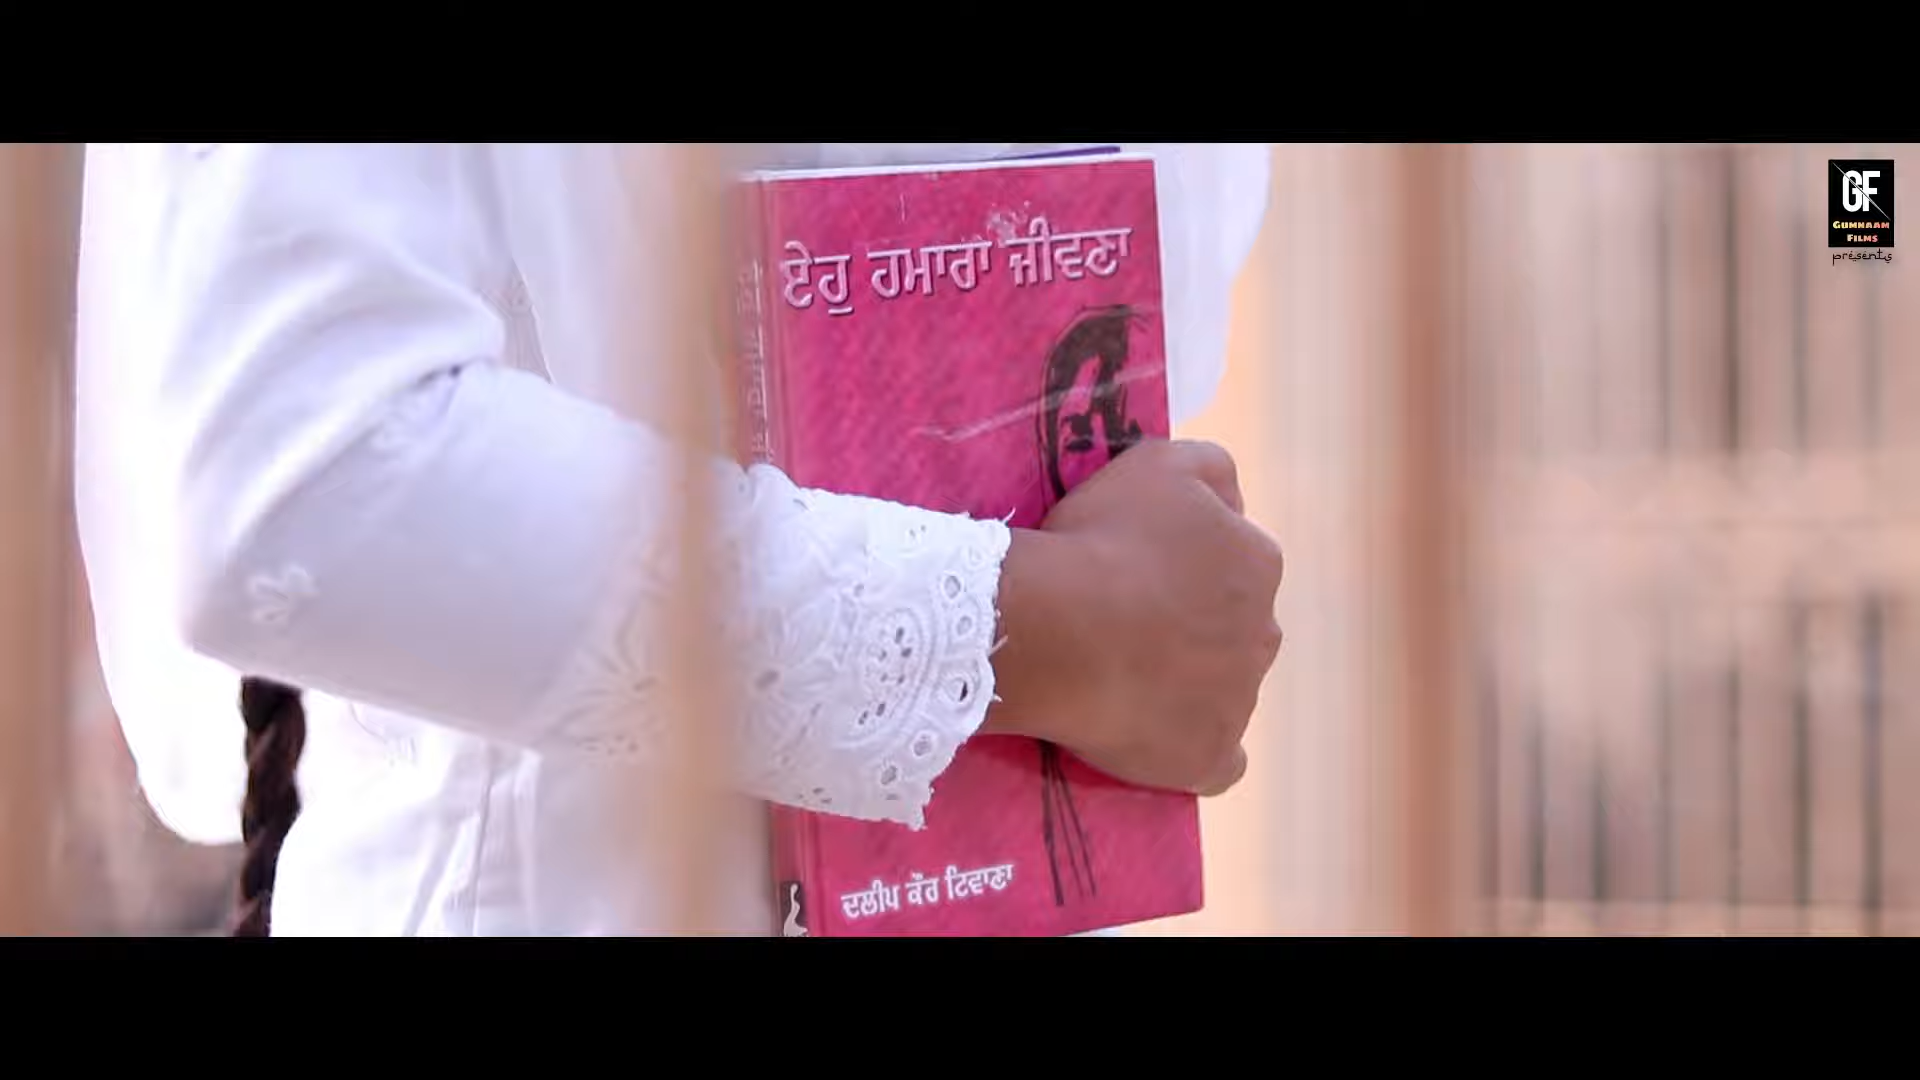 ਏਹੁ ਹਮਾਰਾ ਜੀਵਣਾ
ਦਲੀਪ ਕੌਰ ਟਿਵਾਣਾ
GF
GUMNAAM
FILMS
presents